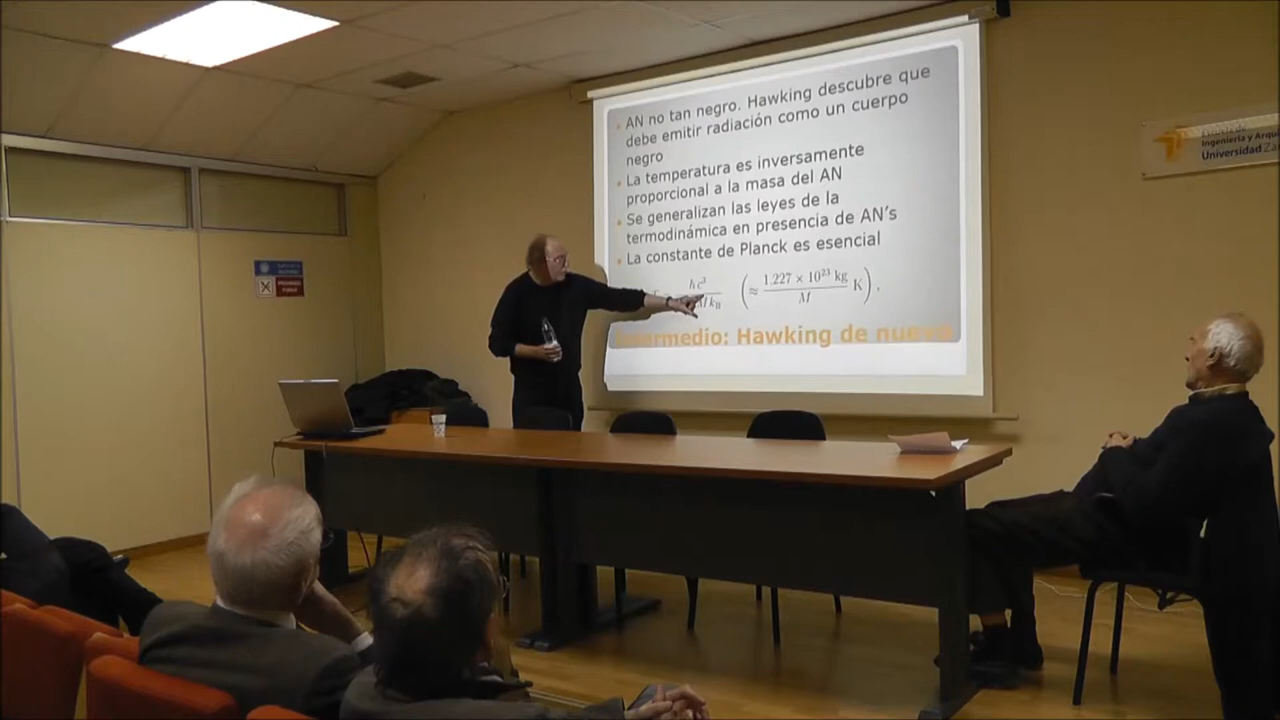 AN no tan negro. Hawking descubre que
debe emitir radiación como un cuerpo
negro
La temperatura es inversamente
proporcional a la masa del AN
Se generalizan las leyes de la
termodinámica en presencia de AN's
La constante de Planck es esencial
ħ c³
(≈ 1.227 × 10²³ kg / M K) ,
Hawking de
Ingeniería y
Universidad